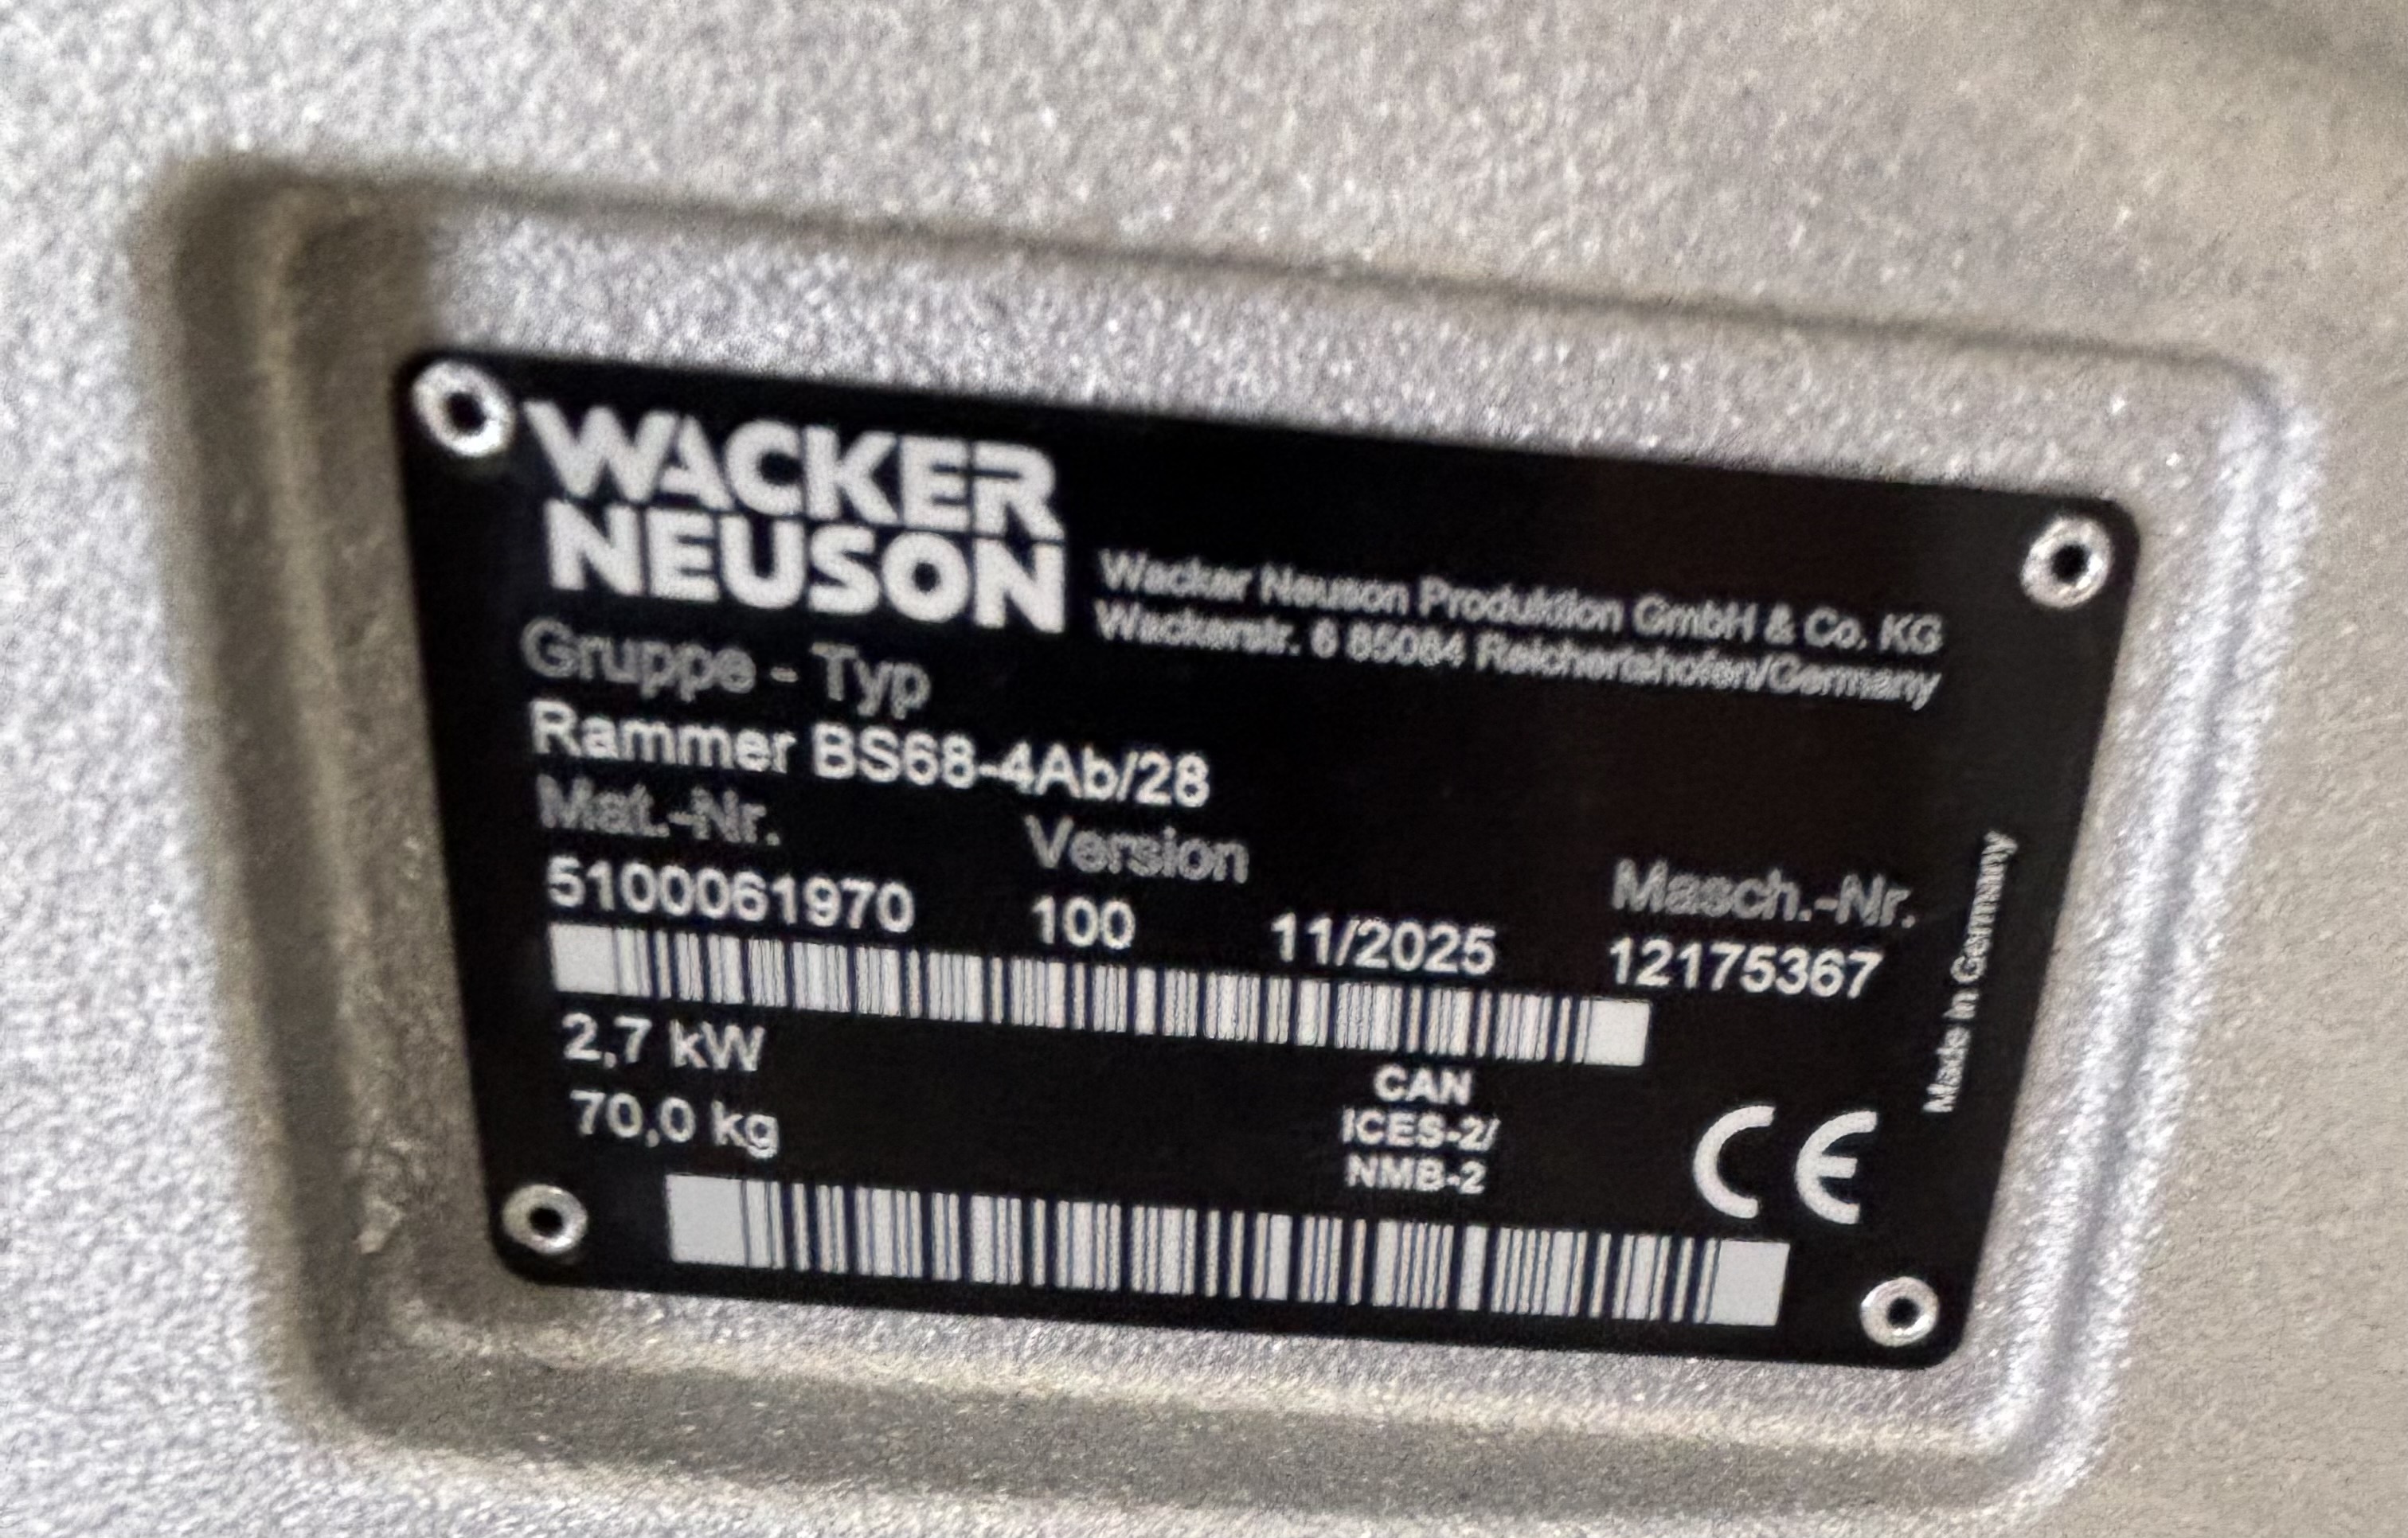 WACKER
NEUSON
Wacker Neuson Produktion GmbH & Co. KG
Wackerstr. 6 85084 Reichertshofen/Germany
Gruppe - Typ
Rammer BS68-4Ab/28
Mat.-Nr. Version Masch.-Nr.
5100061970 100 11/2025 12175367
2,7 kW
70,0 kg
CAN
ICES-2/
NMB-2
CE
Made in Germany